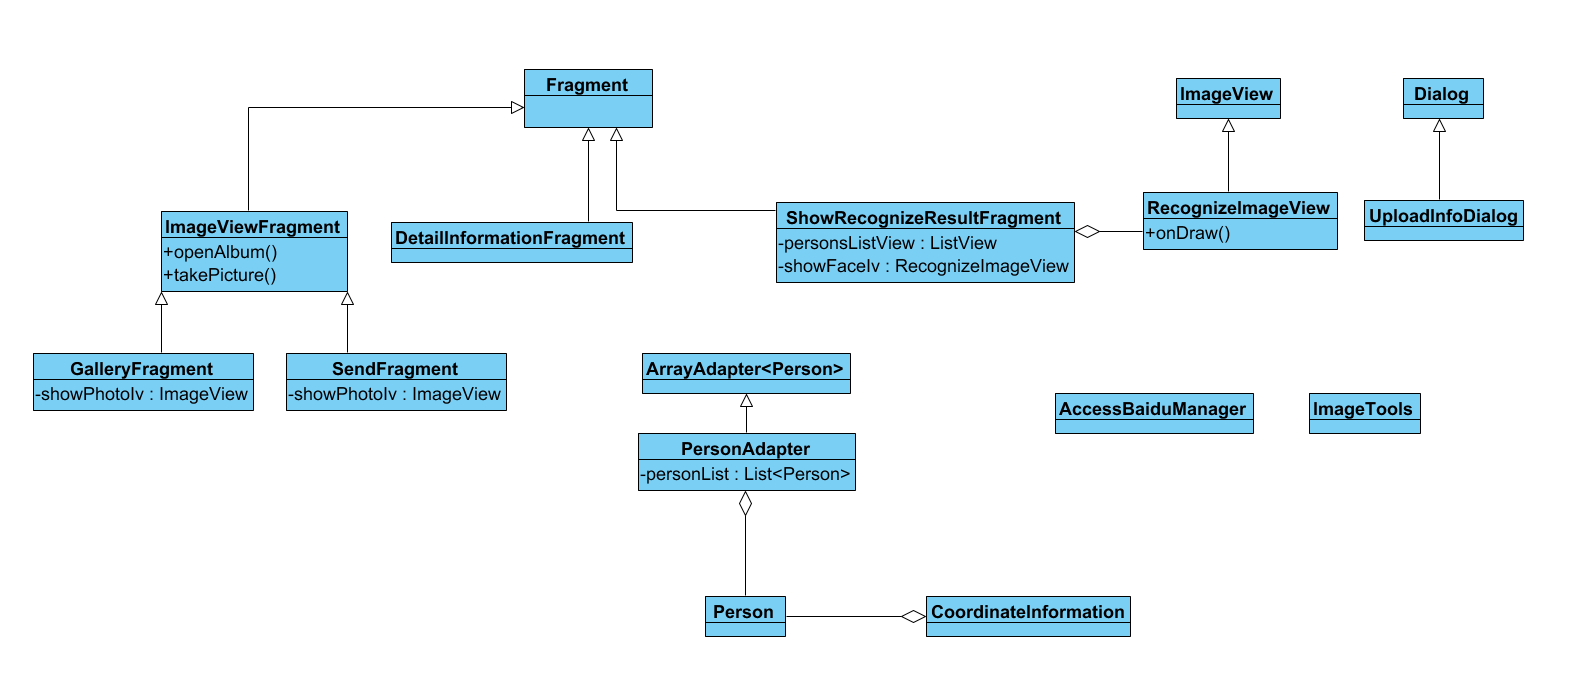 Fragment
ImageView
Dialog
ImageViewFragment
+openAlbum()
+takePicture()
DetailInformationFragment
ShowRecognizeResultFragment
-personsListView : ListView
-showFaceIv : RecognizeImageView
RecognizeImageView
+onDraw()
UploadInfoDialog
GalleryFragment
-showPhotoIv : ImageView
SendFragment
-showPhotoIv : ImageView
ArrayAdapter<Person>
PersonAdapter
-personList : List<Person>
AccessBaiduManager
ImageTools
Person
CoordinateInformation